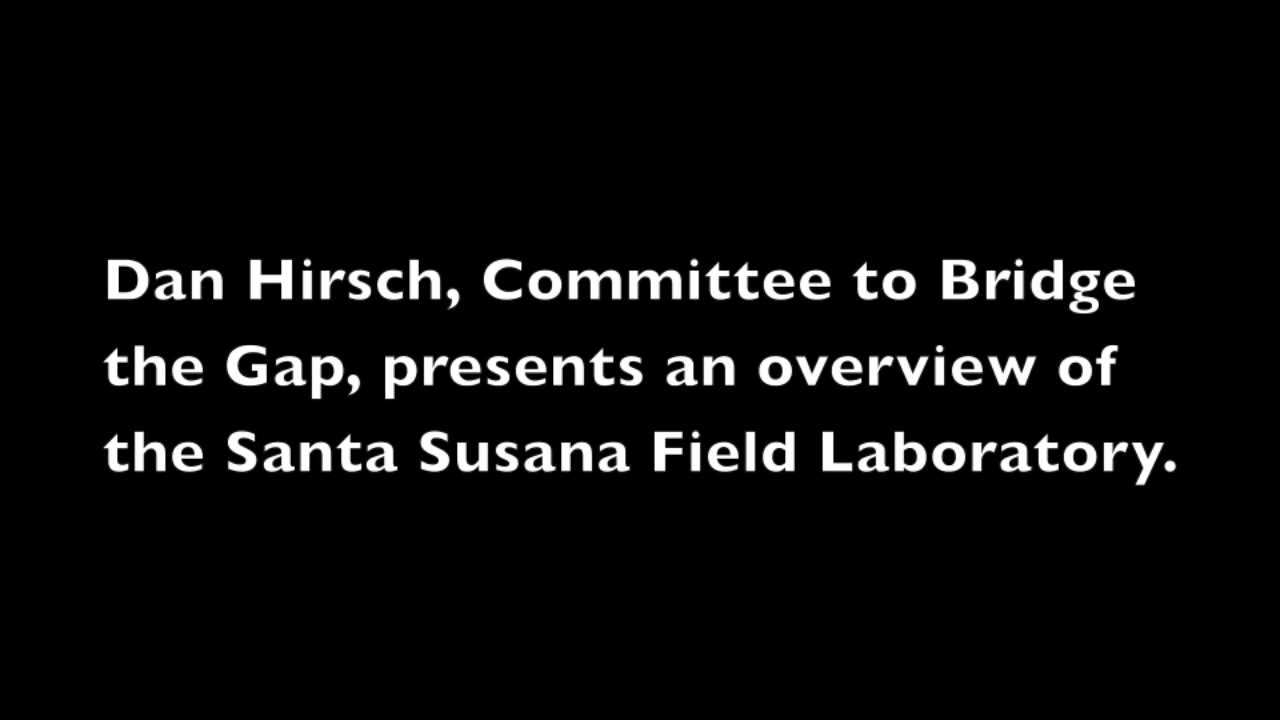 Dan Hirsch, Committee to Bridge
the Gap, presents an overview of
the Santa Susana Field Laboratory.